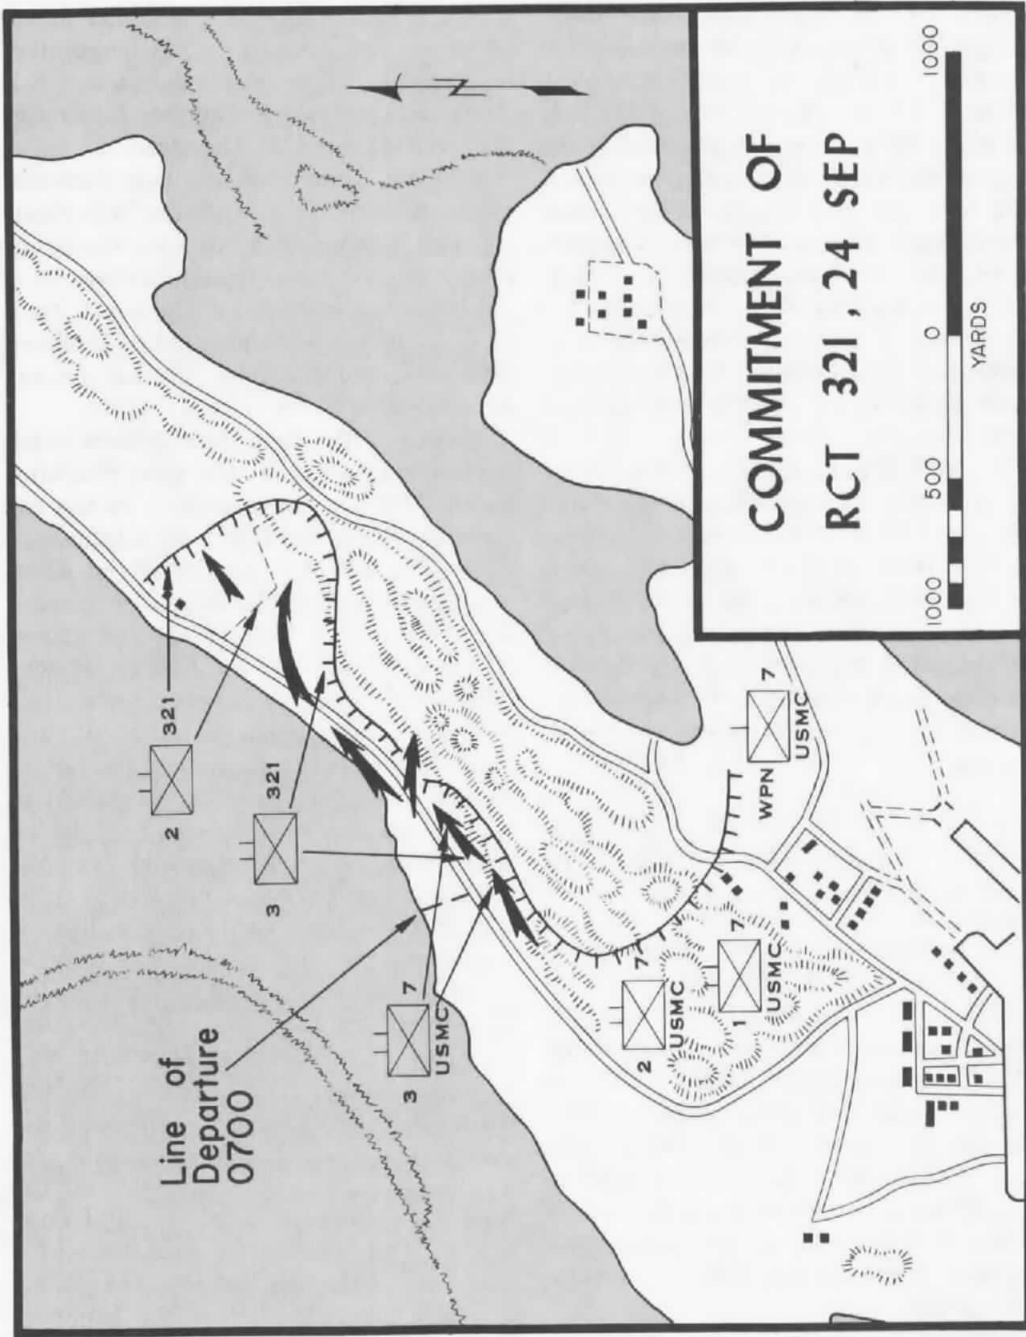 COMMITMENT OF
RCT 321, 24 SEP
1000 500 0 1000
YARDS
N
2 321
3 321
Line of
Departure
0700
3 7
USMC
2 7
USMC
1 7
USMC
7
USMC
WPN